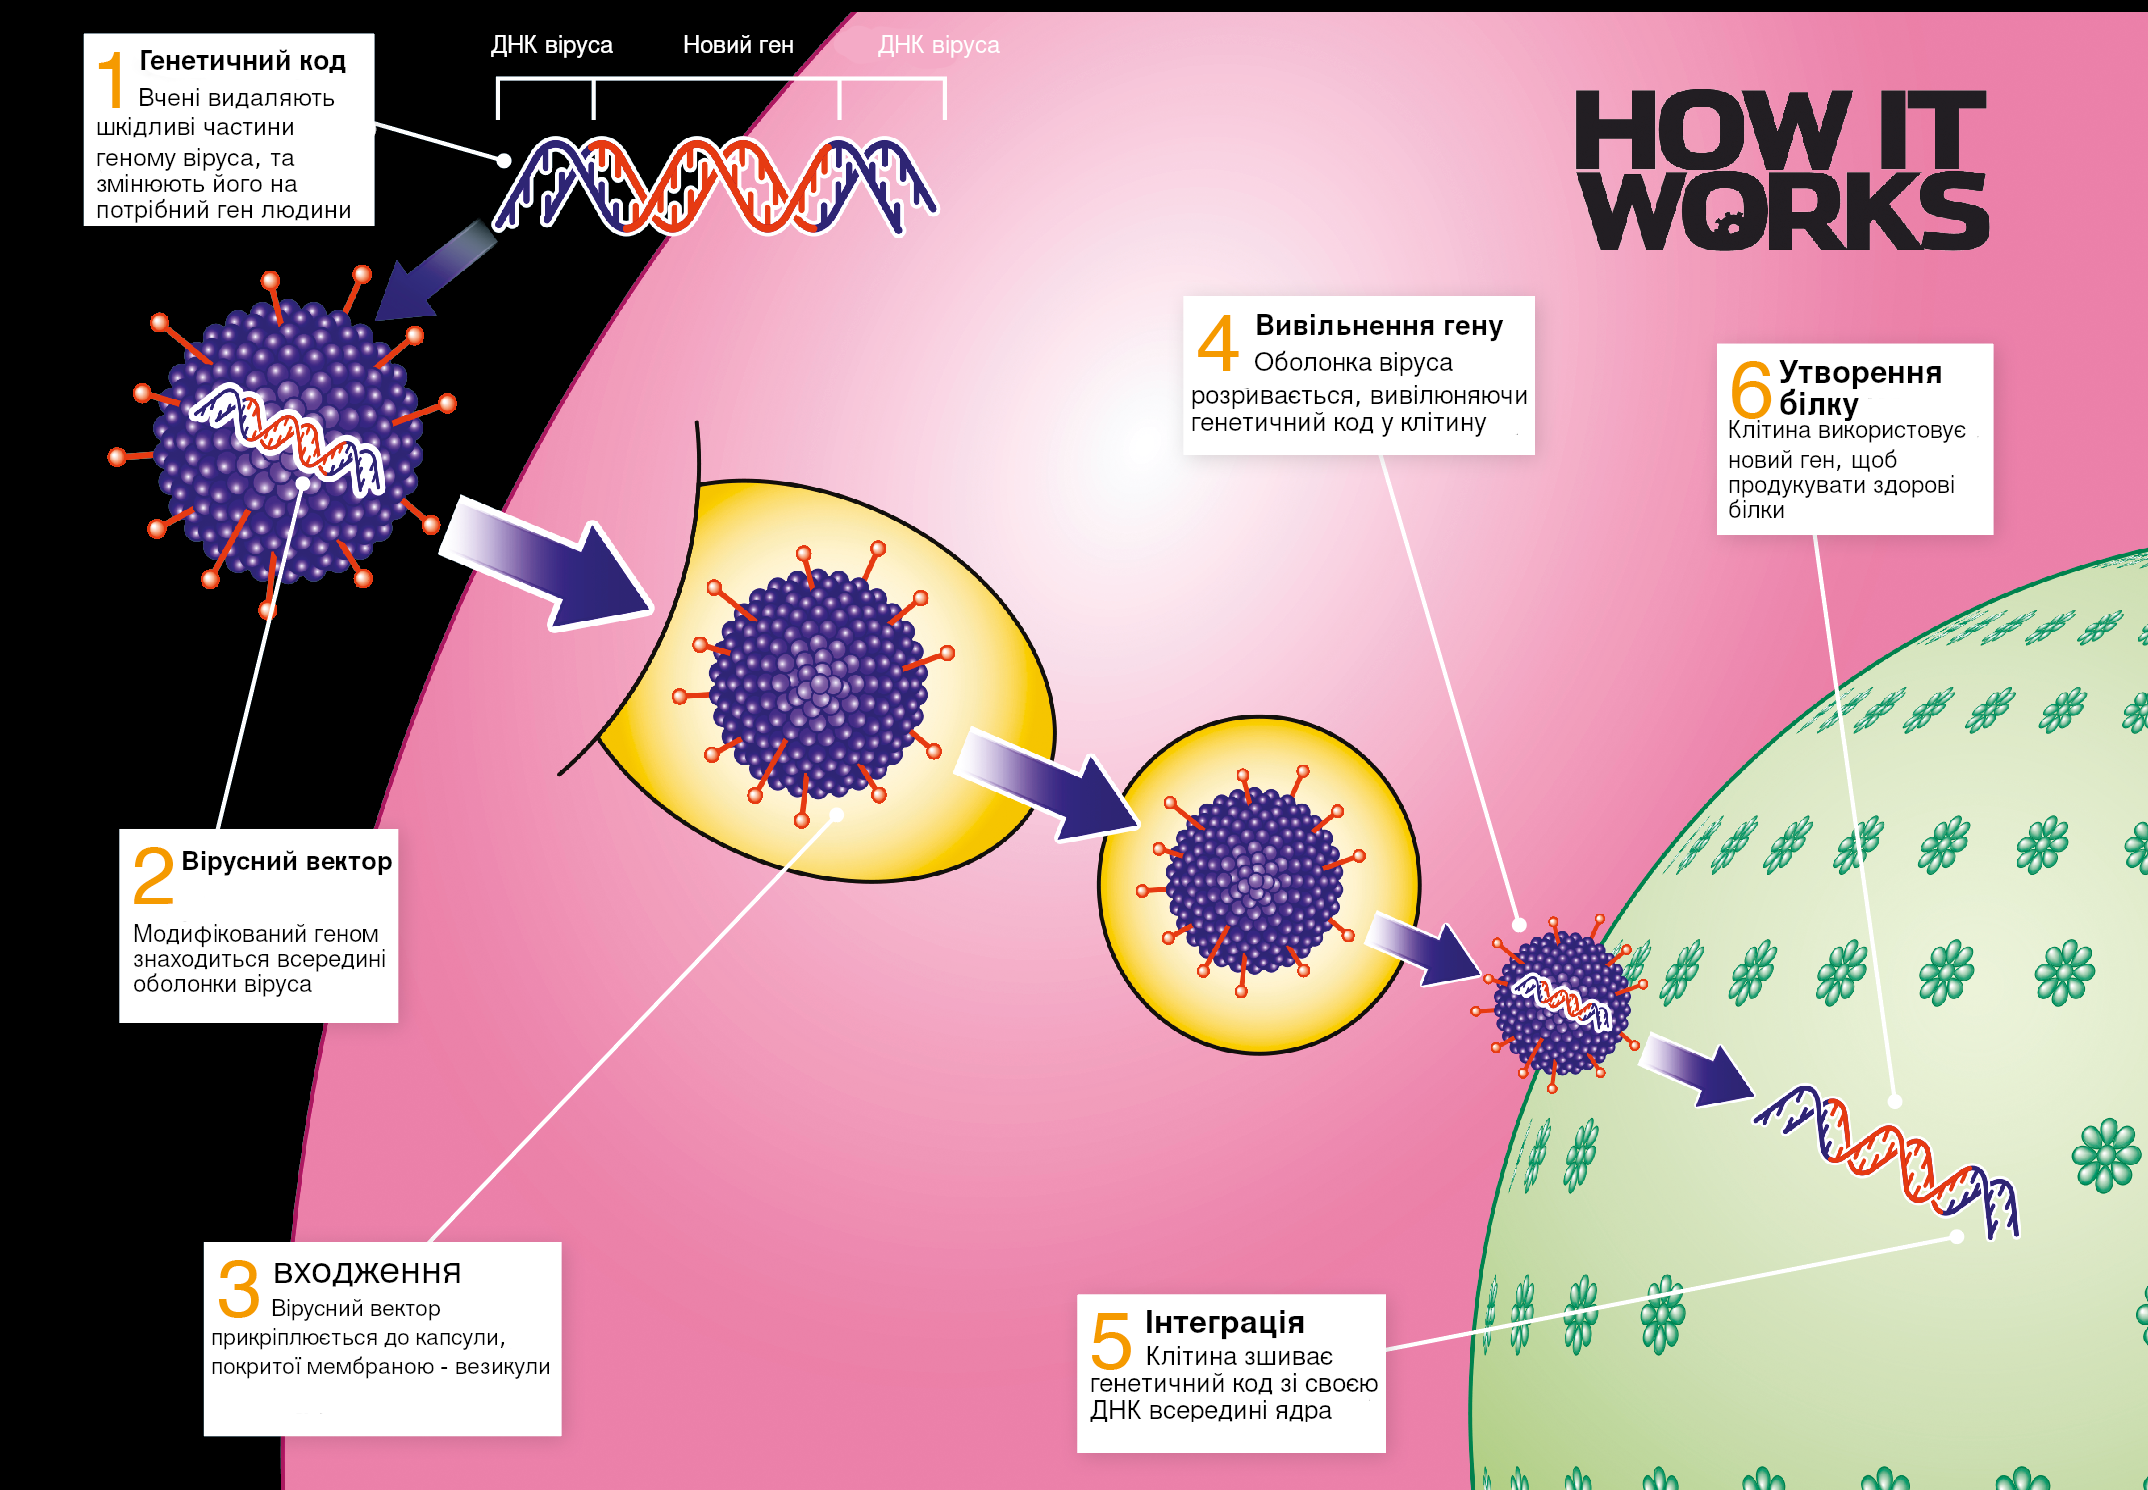 1 Генетичний код
Вчені видаляють
шкідливі частини
геному віруса, та
змінюють його на
потрібний ген людини
ДНК віруса
Новий ген
ДНК віруса
HOW IT
WORKS
2 Вірусний вектор
Модифікований геном
знаходиться всередині
оболонки віруса
3 входження
Вірусний вектор
прикріплюється до капсули,
покритої мембраною - везикули
4 Вивільнення гену
Оболонка віруса
розривається, вивілюняючи
генетичний код у клітину
5 Інтеграція
Клітина зшиває
генетичний код зі своєю
ДНК всередині ядра
6 Утворення
білку
Клітина використовує
новий ген, щоб
продукувати здорові
білки